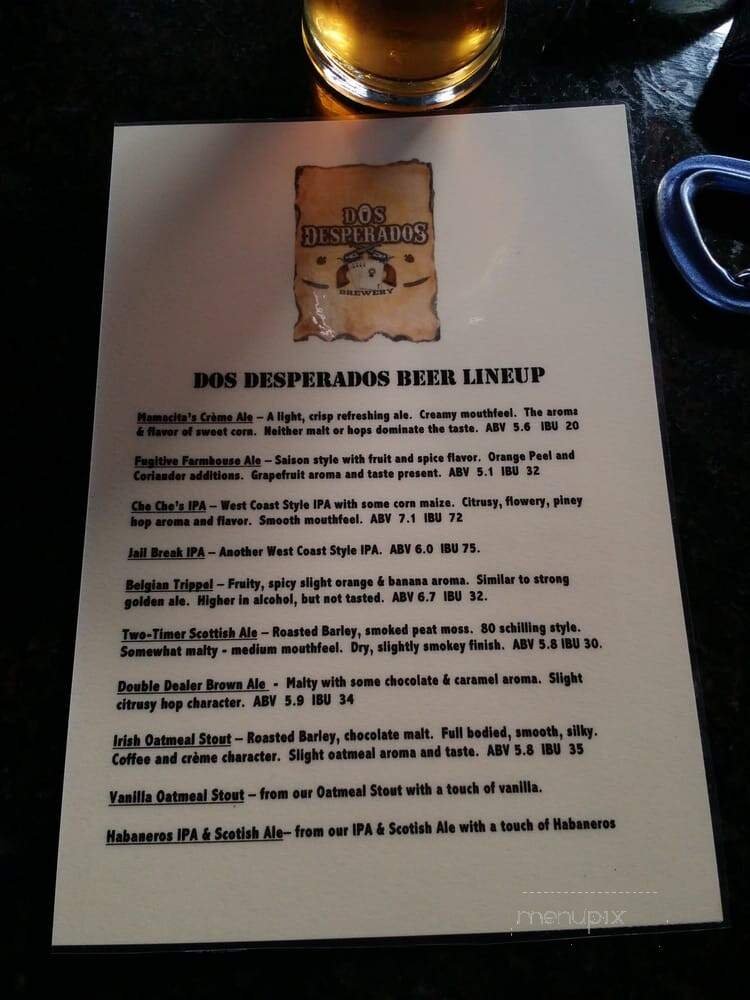 DOS
DESPERADOS
BREWERY
DOS DESPERADOS BEER LINEUP
Mamacita's Crème Ale – A light, crisp refreshing ale. Creamy mouthfeel. The aroma
& flavor of sweet corn. Neither malt or hops dominate the taste. ABV 5.6 IBU 20
Fugitive Farmhouse Ale – Saison style with fruit and spice flavor. Orange Peel and
Coriander additions. Grapefruit aroma and taste present. ABV 5.1 IBU 32
Che Che's IPA – West Coast Style IPA with some corn maize. Citrusy, flowery, piney
hop aroma and flavor. Smooth mouthfeel. ABV 7.1 IBU 72
Jail Break IPA – Another West Coast Style IPA. ABV 6.0 IBU 75.
Belgian Trippel – Fruity, spicy slight orange & banana aroma. Similar to strong
golden ale. Higher in alcohol, but not tasted. ABV 6.7 IBU 32.
Two-Timer Scottish Ale – Roasted Barley, smoked peat moss. 80 schilling style.
Somewhat malty - medium mouthfeel. Dry, slightly smokey finish. ABV 5.8 IBU 30.
Double Dealer Brown Ale - Malty with some chocolate & caramel aroma. Slight
citrusy hop character. ABV 5.9 IBU 34
Irish Oatmeal Stout – Roasted Barley, chocolate malt. Full bodied, smooth, silky.
Coffee and crème character. Slight oatmeal aroma and taste. ABV 5.8 IBU 35
Vanilla Oatmeal Stout – from our Oatmeal Stout with a touch of vanilla.
Habaneros IPA & Scotish Ale– from our IPA & Scotish Ale with a touch of Habaneros
menupix